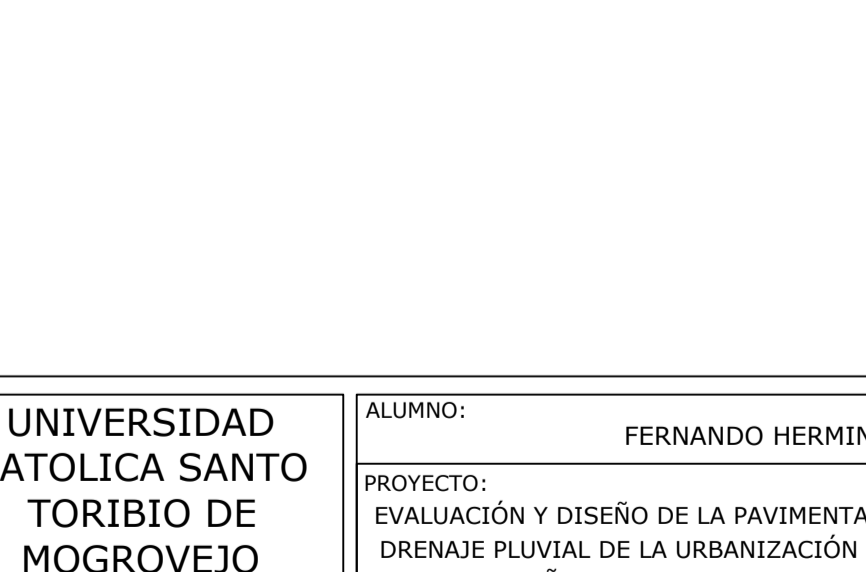 UNIVERSIDAD
ATOLICA SANTO
TORIBIO DE
MOGROVEJO
ALUMNO:
FERNANDO HERMIN
PROYECTO:
EVALUACIÓN Y DISEÑO DE LA PAVIMENTA
DRENAJE PLUVIAL DE LA URBANIZACIÓN